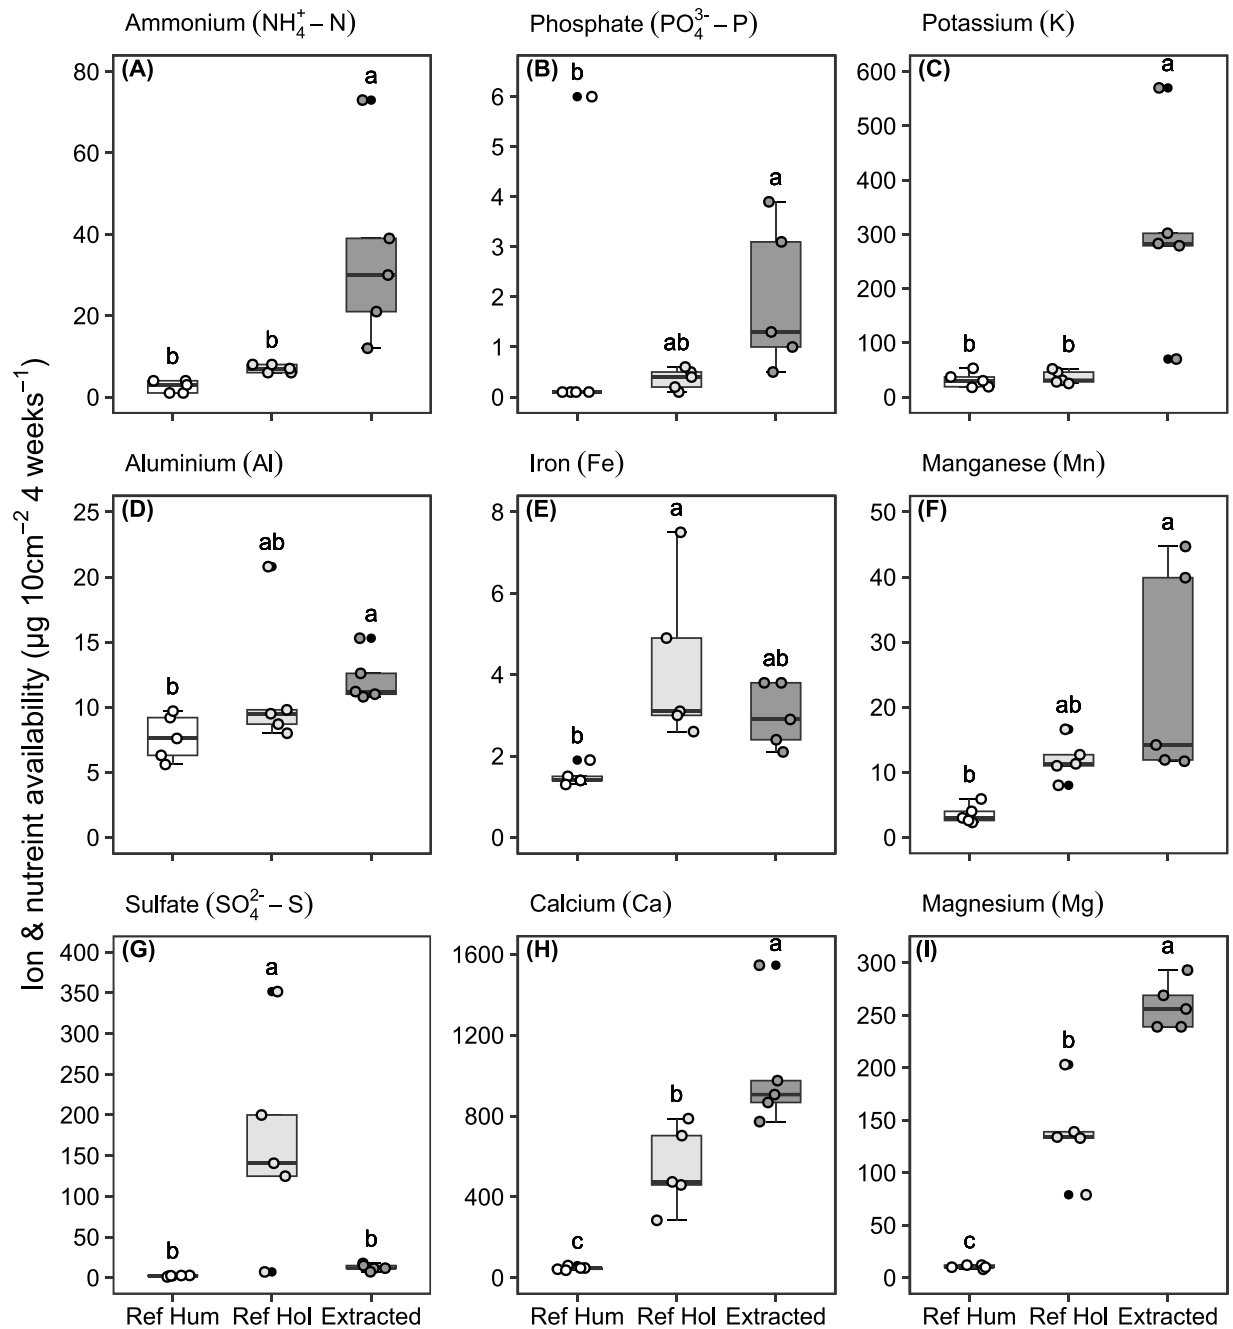 Ammonium (NH₄⁺ – N)
Phosphate (PO₄³⁻ – P)
Potassium (K)
(A)
80
60
40
20
0
b
b
a
(B)
6
5
4
3
2
1
0
b
ab
a
(C)
600
500
400
300
200
100
0
b
b
a
Ion & nutreint availability (µg 10cm⁻² 4 weeks⁻¹)
Aluminium (Al)
Iron (Fe)
Manganese (Mn)
(D)
25
20
15
10
5
0
b
ab
a
(E)
8
6
4
2
0
b
a
ab
(F)
50
40
30
20
10
0
b
ab
a
Sulfate (SO₄²⁻ – S)
Calcium (Ca)
Magnesium (Mg)
(G)
400
350
300
250
200
150
100
50
0
b
a
b
(H)
1600
1200
800
400
0
c
b
a
(I)
300
250
200
150
100
50
0
c
b
a
Ref Hum Ref Hol Extracted
Ref Hum Ref Hol Extracted
Ref Hum Ref Hol Extracted